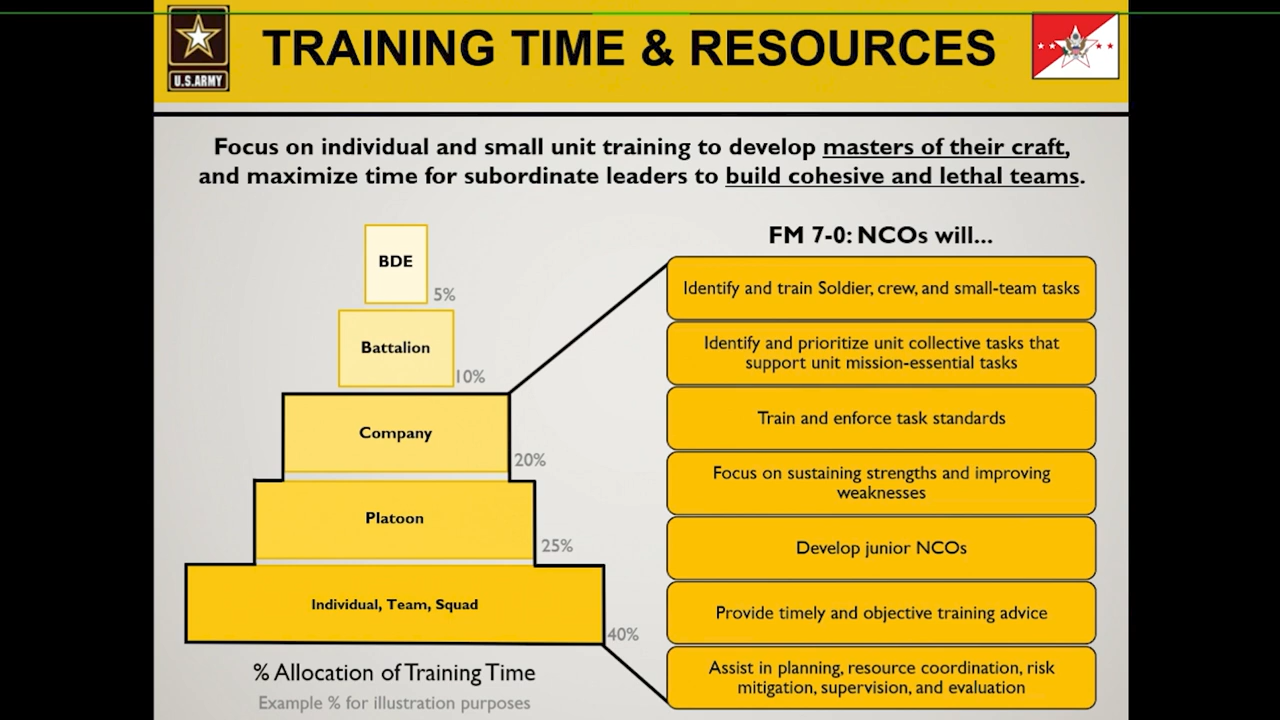 TRAINING TIME & RESOURCES
U.S.ARMY
Focus on individual and small unit training to develop masters of their craft,
and maximize time for subordinate leaders to build cohesive and lethal teams.
BDE
5%
Battalion
10%
Company
20%
Platoon
25%
Individual, Team, Squad
40%
% Allocation of Training Time
Example % for illustration purposes
FM 7-0: NCOs will...
Identify and train Soldier, crew, and small-team tasks
Identify and prioritize unit collective tasks that
support unit mission-essential tasks
Train and enforce task standards
Focus on sustaining strengths and improving
weaknesses
Develop junior NCOs
Provide timely and objective training advice
Assist in planning, resource coordination, risk
mitigation, supervision, and evaluation